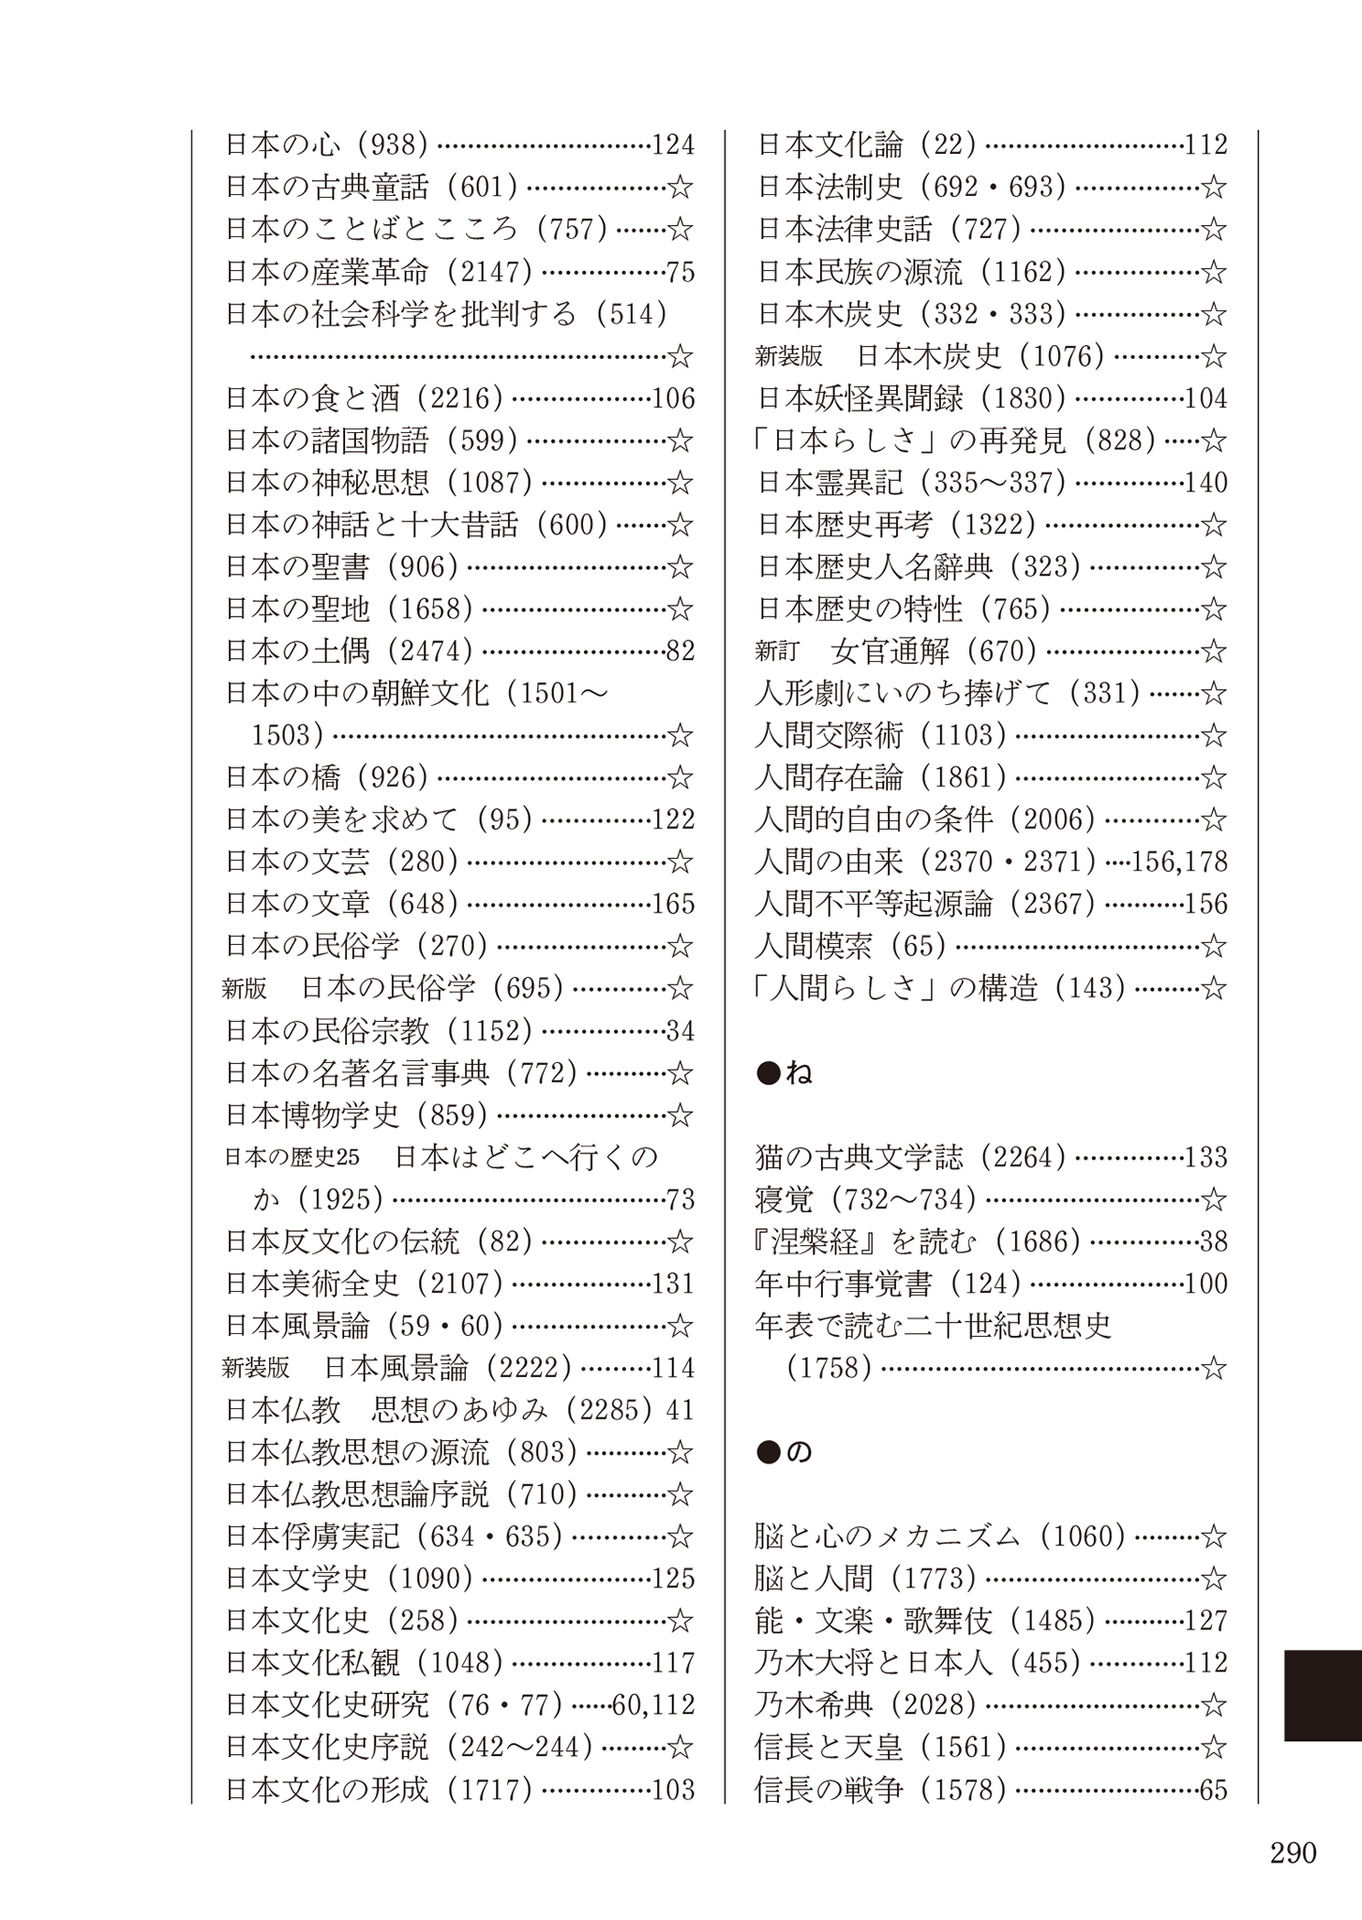 日本の心（938）…………………………124
日本の古典童話（601）………………☆
日本のことばとこころ（757）……☆
日本の産業革命（2147）……………75
日本の社会科学を批判する（514）
………………………………………………☆
日本の食と酒（2216）………………106
日本の諸国物語（599）………………☆
日本の神秘思想（1087）……………☆
日本の神話と十大昔話（600）……☆
日本の聖書（906）……………………☆
日本の聖地（1658）……………………☆
日本の土偶（2474）……………………82
日本の中の朝鮮文化（1501～
1503）……………………………………☆
日本の橋（926）…………………………☆
日本の美を求めて（95）…………122
日本の文芸（280）……………………☆
日本の文章（648）……………………165
日本の民俗学（270）…………………☆
新版　日本の民俗学（695）…………☆
日本の民俗宗教（1152）……………34
日本の名著名言事典（772）………☆
日本博物学史（859）…………………☆
日本の歴史25　日本はどこへ行くの
か（1925）………………………………73
日本反文化の伝統（82）……………☆
日本美術全史（2107）………………131
日本風景論（59・60）………………☆
新装版　日本風景論（2222）………114
日本仏教　思想のあゆみ（2285）41
日本仏教思想の源流（803）………☆
日本仏教思想論序説（710）………☆
日本俘虜実記（634・635）…………☆
日本文学史（1090）…………………125
日本文化史（258）……………………☆
日本文化私観（1048）………………117
日本文化史研究（76・77）……60,112
日本文化史序説（242～244）………☆
日本文化の形成（1717）…………103
日本文化論（22）……………………112
日本法制史（692・693）……………☆
日本法律史話（727）…………………☆
日本民族の源流（1162）……………☆
日本木炭史（332・333）……………☆
新装版　日本木炭史（1076）………☆
日本妖怪異聞録（1830）…………104
「日本らしさ」の再発見（828）……☆
日本霊異記（335～337）…………140
日本歴史再考（1322）………………☆
日本歴史人名辭典（323）…………☆
日本歴史の特性（765）……………☆
新訂　女官通解（670）………………☆
人形劇にいのち捧げて（331）……☆
人間交際術（1103）…………………☆
人間存在論（1861）…………………☆
人間的自由の条件（2006）………☆
人間の由来（2370・2371）…156,178
人間不平等起源論（2367）………156
人間模索（65）…………………………☆
「人間らしさ」の構造（143）………☆
●ね
猫の古典文学誌（2264）…………133
寝覚（732～734）………………………☆
『涅槃経』を読む（1686）…………38
年中行事覚書（124）………………100
年表で読む二十世紀思想史
（1758）…………………………………☆
●の
脳と心のメカニズム（1060）………☆
脳と人間（1773）……………………☆
能・文楽・歌舞伎（1485）………127
乃木大将と日本人（455）…………112
乃木希典（2028）……………………☆
信長と天皇（1561）…………………☆
信長の戦争（1578）…………………65
290